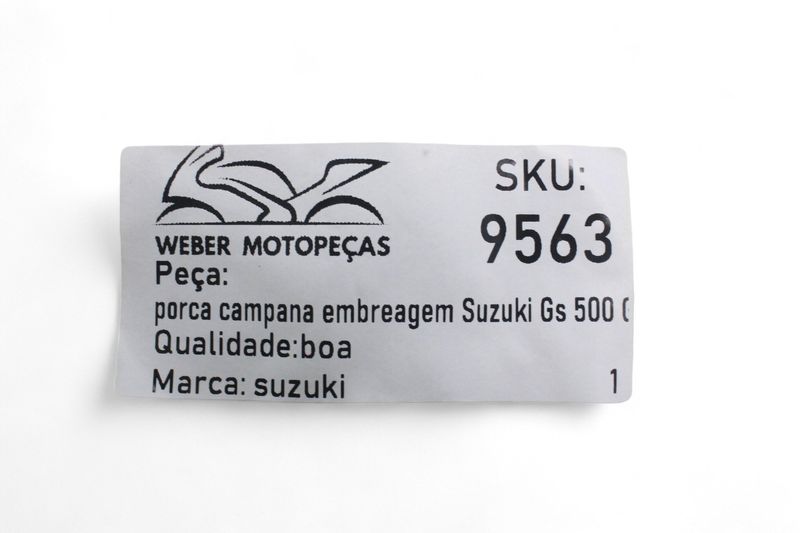 SKU:
9563
WEBER MOTOPEÇAS
Peça:
porca campana embreagem Suzuki Gs 500
Qualidade:boa
Marca: suzuki
1